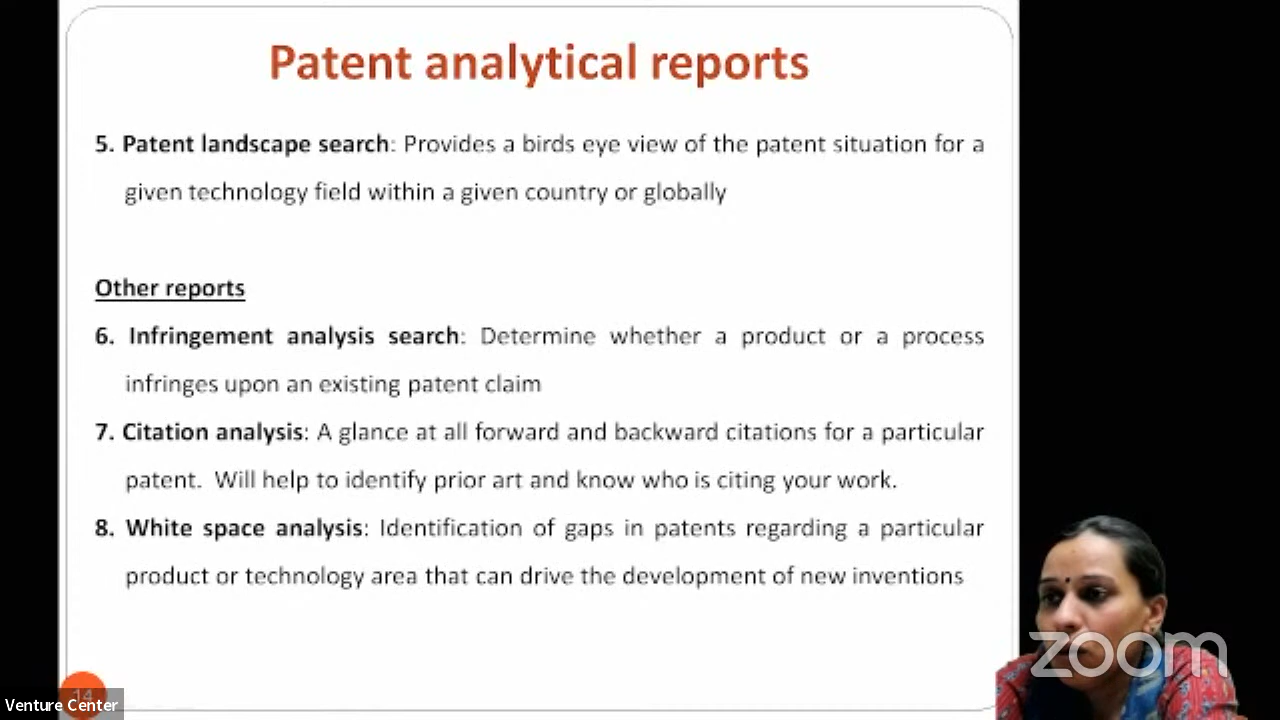 Patent analytical reports
5. Patent landscape search: Provides a birds eye view of the patent situation for a
given technology field within a given country or globally
Other reports
6. Infringement analysis search: Determine whether a product or a process
infringes upon an existing patent claim
7. Citation analysis: A glance at all forward and backward citations for a particular
patent. Will help to identify prior art and know who is citing your work.
8. White space analysis: Identification of gaps in patents regarding a particular
product or technology area that can drive the development of new inventions
14
Venture Center
zoom